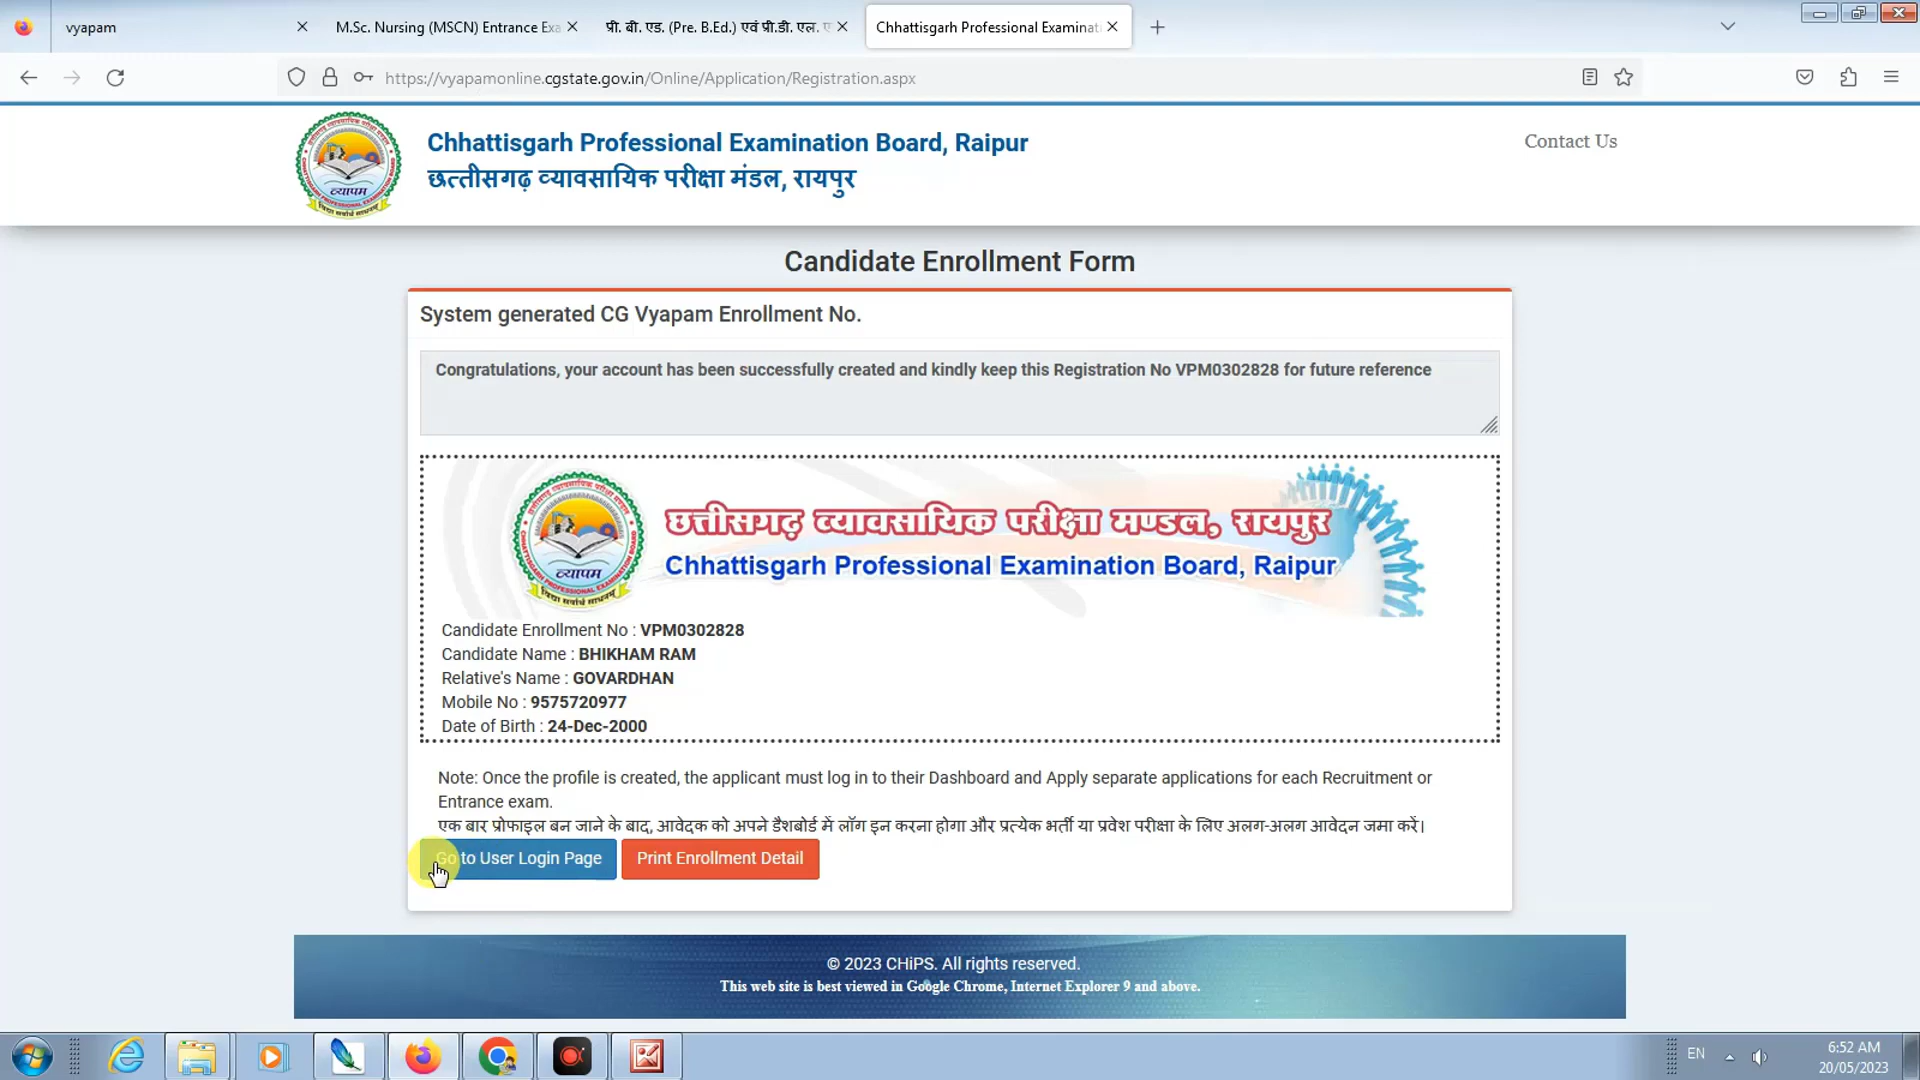 vyapam
M.Sc. Nursing (MSCN) Entrance Exa
प्री. बी. एड. (Pre. B.Ed.) एवं प्री.डी. एल. ए
Chhattisgarh Professional Examinat
https://vyapamonline.cgstate.gov.in/Online/Application/Registration.aspx
Chhattisgarh Professional Examination Board, Raipur
छत्तीसगढ़ व्यावसायिक परीक्षा मंडल, रायपुर
व्यापम
Contact Us
Candidate Enrollment Form
System generated CG Vyapam Enrollment No.
Congratulations, your account has been successfully created and kindly keep this Registration No VPM0302828 for future reference
छत्तीसगढ़ व्यावसायिक परीक्षा मण्डल, रायपुर
Chhattisgarh Professional Examination Board, Raipur
व्यापम
Candidate Enrollment No : VPM0302828
Candidate Name : BHIKHAM RAM
Relative's Name : GOVARDHAN
Mobile No : 9575720977
Date of Birth : 24-Dec-2000
Note: Once the profile is created, the applicant must log in to their Dashboard and Apply separate applications for each Recruitment or
Entrance exam.
एक बार प्रोफाइल बन जाने के बाद, आवेदक को अपने डैशबोर्ड में लॉग इन करना होगा और प्रत्येक भर्ती या प्रवेश परीक्षा के लिए अलग-अलग आवेदन जमा करें।
Go to User Login Page
Print Enrollment Detail
© 2023 CHiPS. All rights reserved.
This web site is best viewed in Google Chrome, Internet Explorer 9 and above.
EN
6:52 AM
20/05/2023